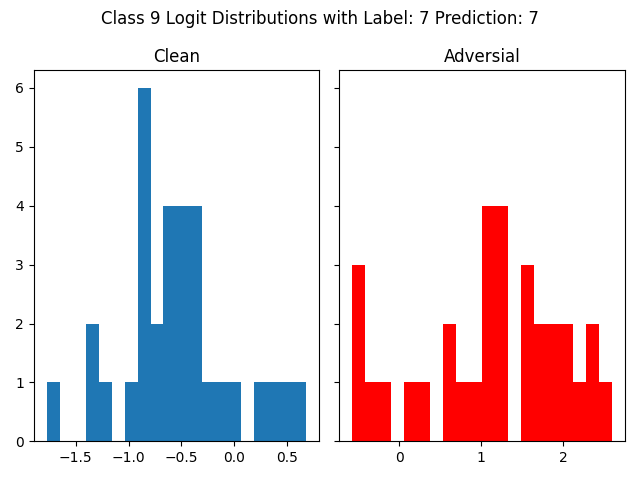 Class 9 Logit Distributions with Label: 7 Prediction: 7
Clean
Adversial
6
5
4
3
2
1
0
−1.5 −1.0 −0.5 0.0 0.5
0 1 2